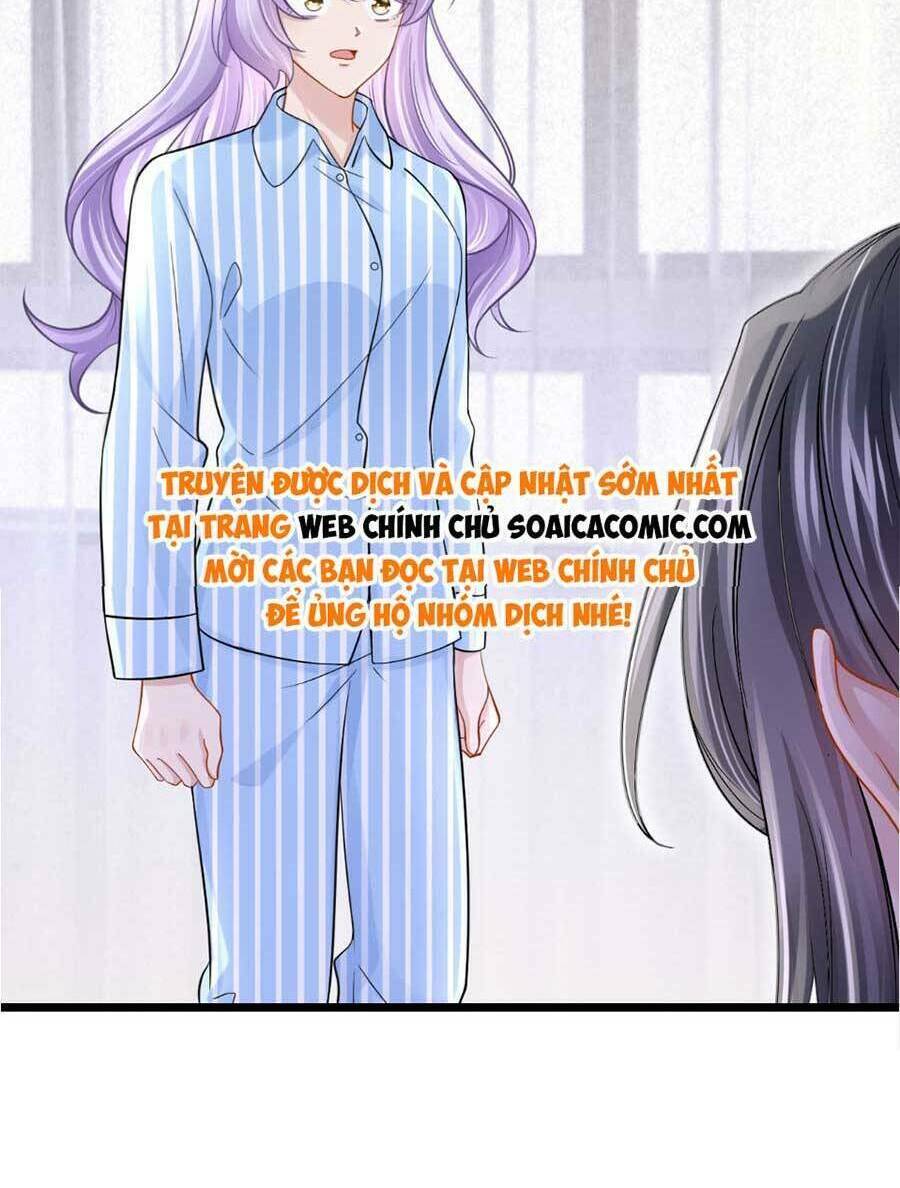 TRUYỆN ĐƯỢC DỊCH VÀ CẬP NHẬT SỚM NHẤT
TẠI TRANG WEB CHÍNH CHỦ SOAICACOMIC.COM
MỜI CÁC BẠN ĐỌC TẠI WEB CHÍNH CHỦ
ĐỂ ỦNG HỘ NHÓM DỊCH NHÉ!